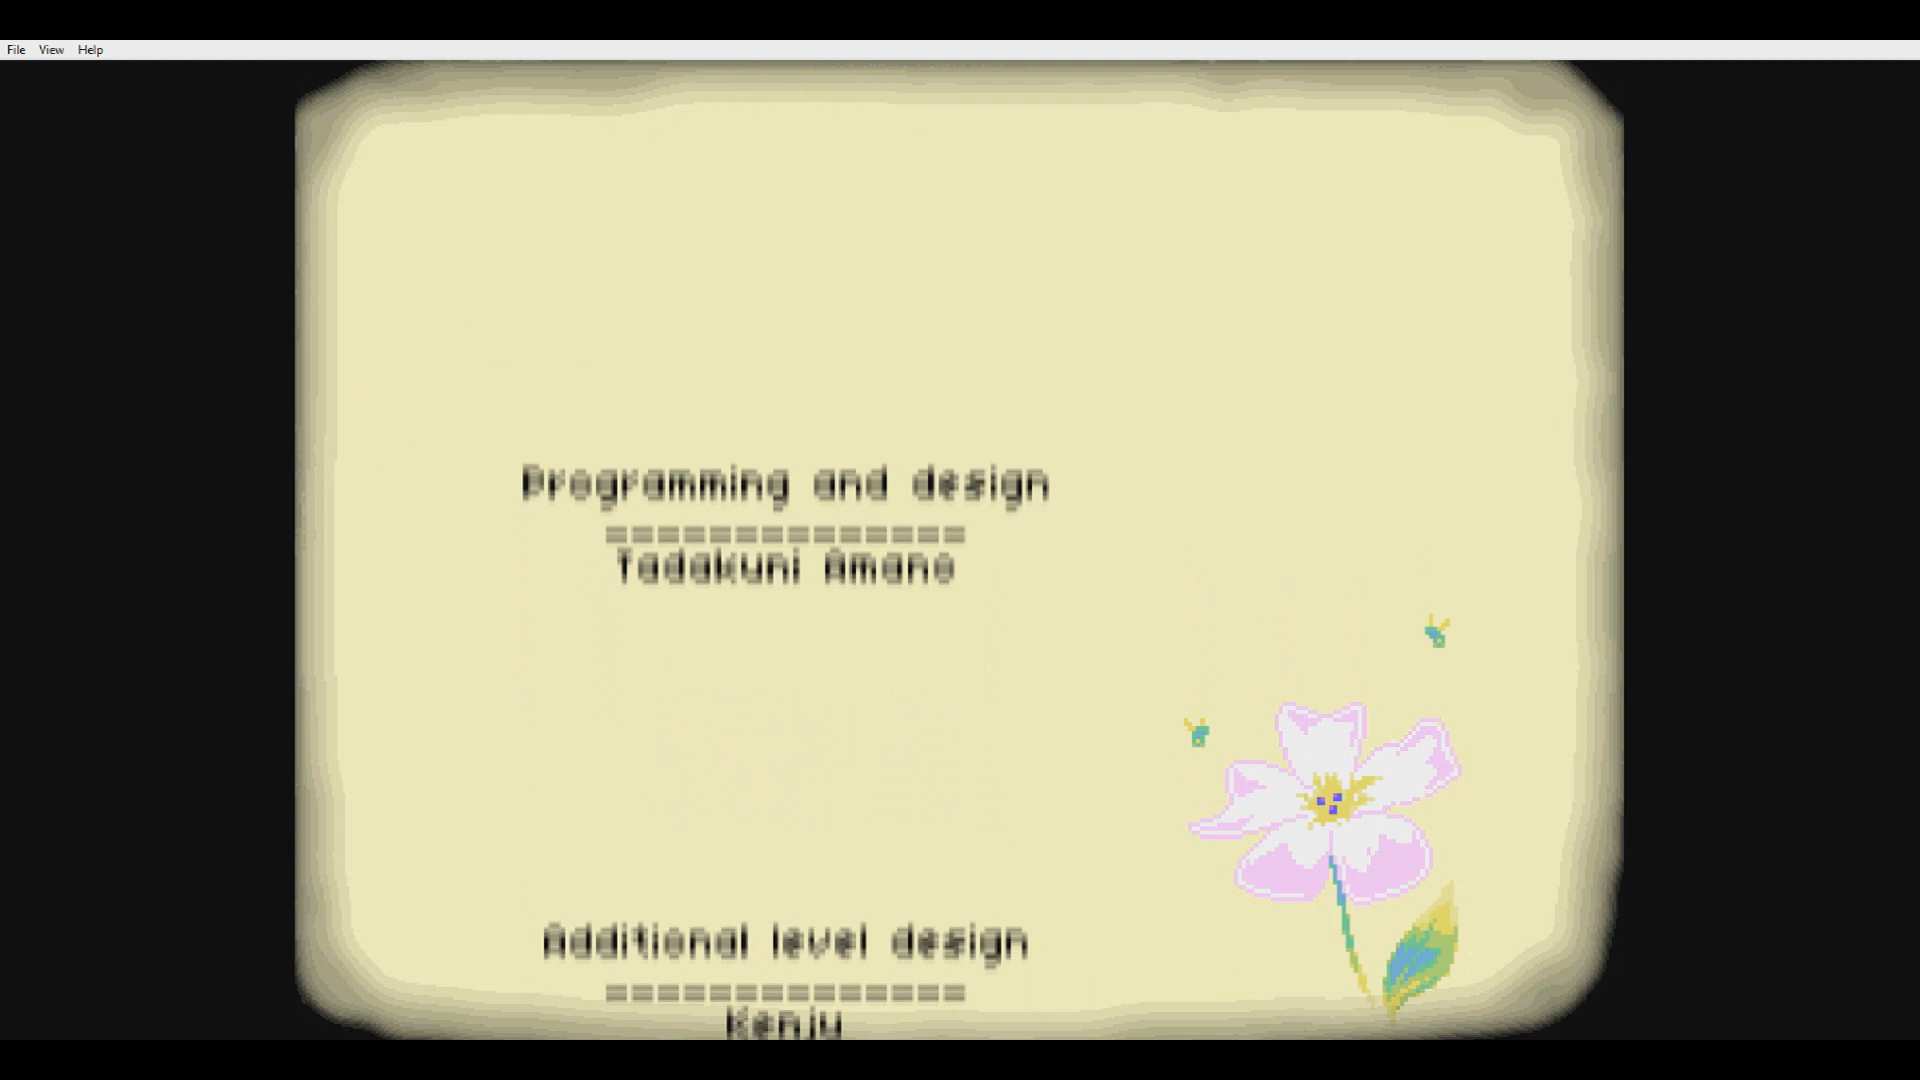 File View Help
Programming and design
==============
Tadakuni Amano
Additional level design
==============
Kenju